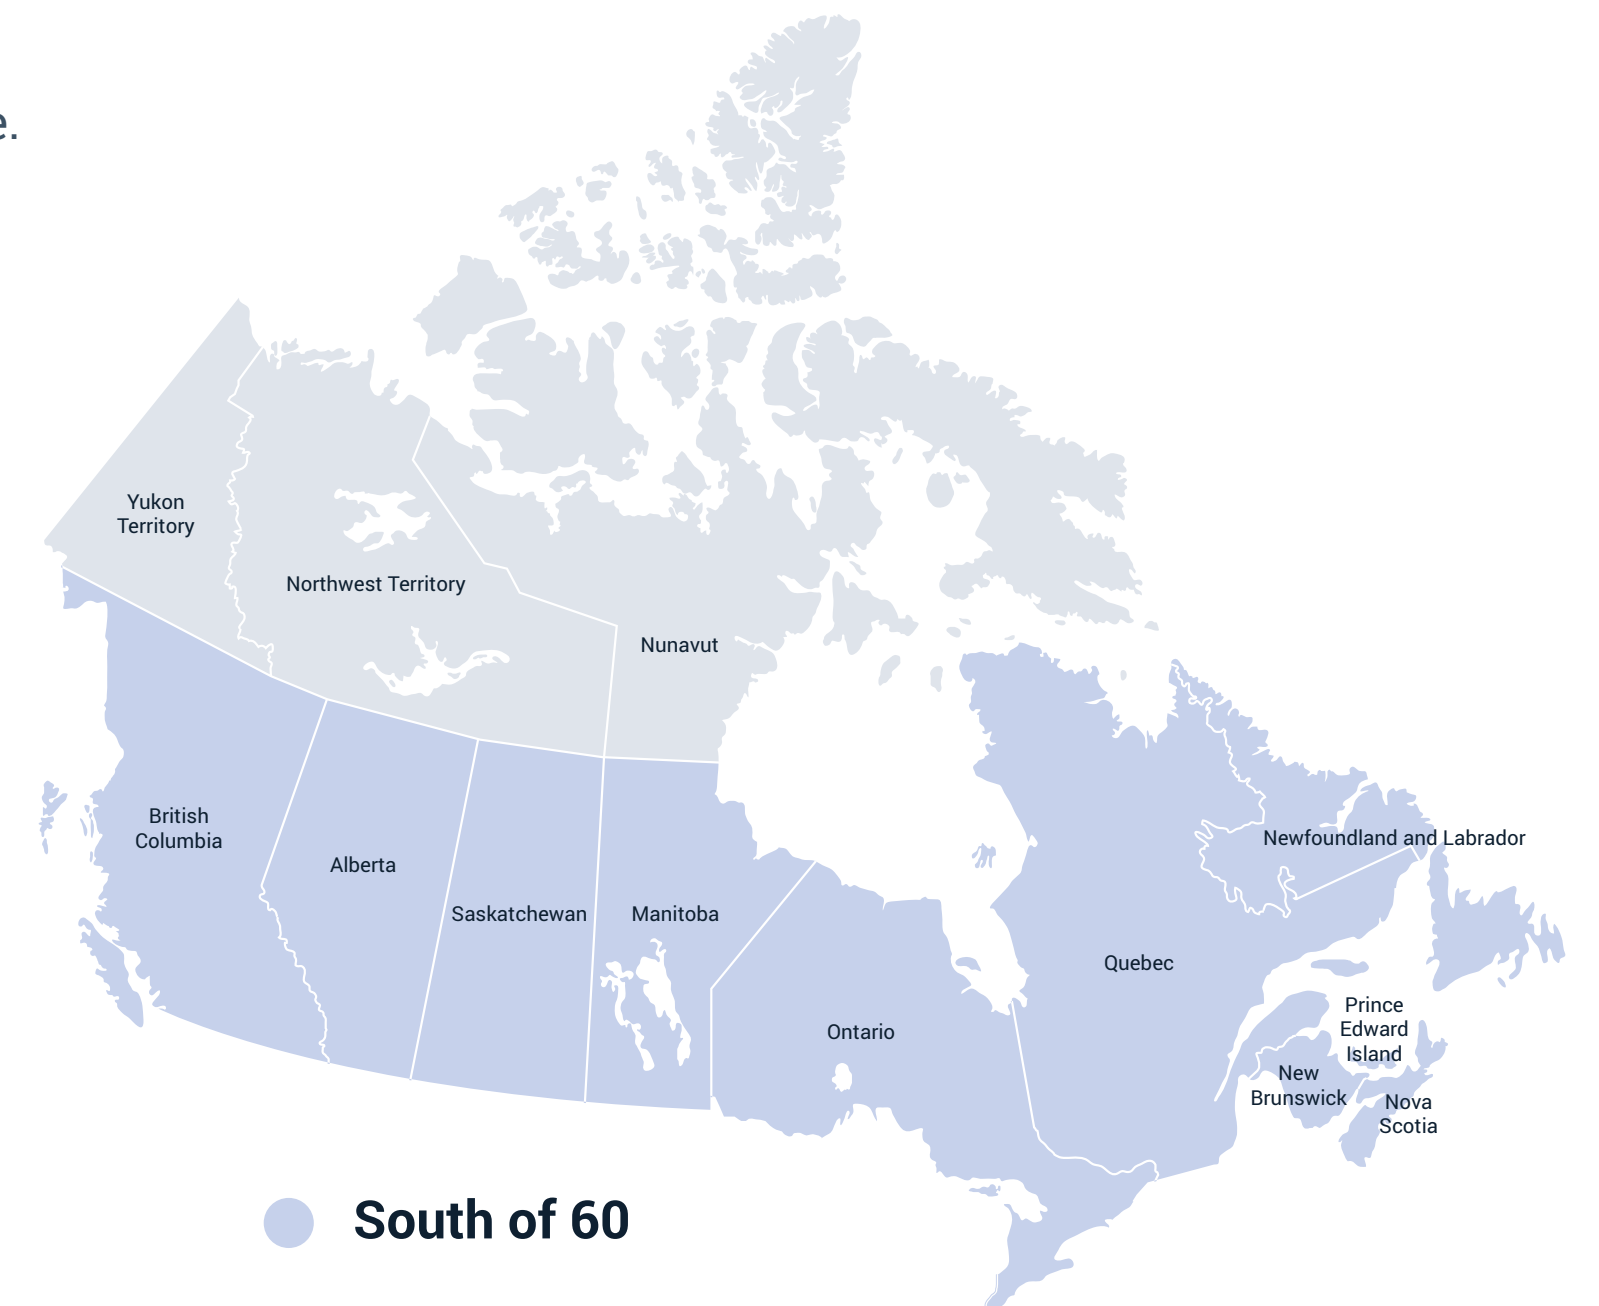 e.
Yukon
Territory
Northwest Territory
Nunavut
British
Columbia
Alberta
Saskatchewan
Manitoba
Newfoundland and Labrador
Quebec
Ontario
Prince
Edward
Island
New
Brunswick
Nova
Scotia
South of 60